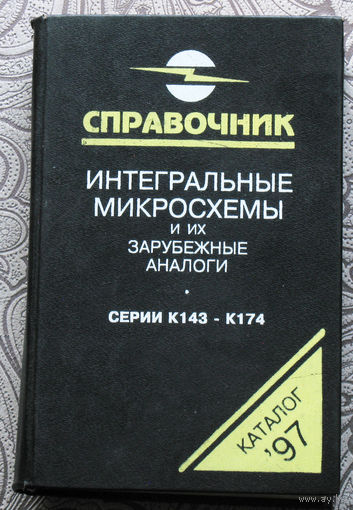 СПРАВОЧНИК
ИНТЕГРАЛЬНЫЕ
МИКРОСХЕМЫ
И ИХ
ЗАРУБЕЖНЫЕ
АНАЛОГИ
СЕРИИ К143 - К174
КАТАЛОГ
'97